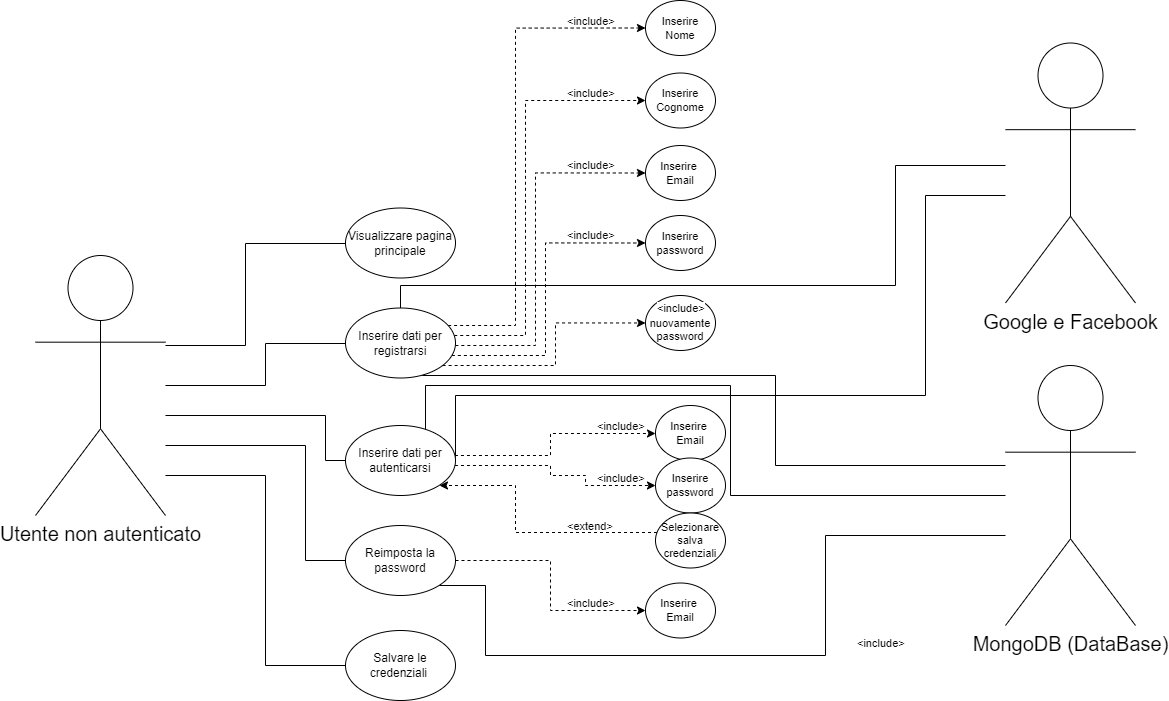 <include>
Inserire
Nome
<include>
Inserire
Cognome
<include>
Inserire
Email
<include>
Inserire
password
<include>
nuovamente
password
Visualizzare pagina
principale
Inserire dati per
registrarsi
Google e Facebook
Inserire dati per
autenticarsi
<include>
Inserire
Email
<include>
Inserire
password
<extend>
Selezionare
salva
credenziali
Utente non autenticato
Reimposta la
password
<include>
Inserire
Email
<include>
MongoDB (DataBase)
Salvare le
credenziali